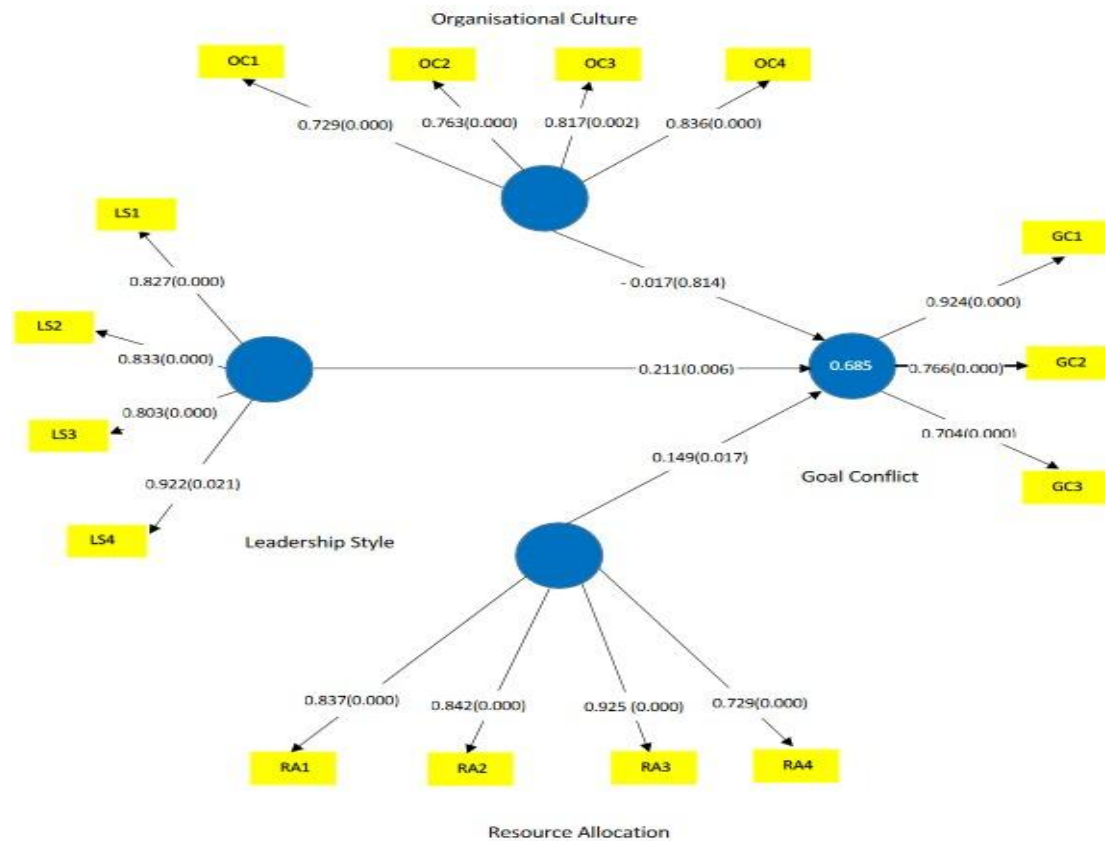 Organisational Culture
OC1
OC2
OC3
OC4
0.729(0.000)
0.763(0.000)
0.817(0.002)
0.836(0.000)
LS1
GC1
0.827(0.000)
- 0.017(0.814)
0.924(0.000)
LS2
0.833(0.000)
0.211(0.006)
0.685
0.766(0.000)
GC2
0.803(0.000)
LS3
0.704(0.000)
0.149(0.017)
Goal Conflict
GC3
0.922(0.021)
LS4
Leadership Style
0.837(0.000)
0.842(0.000)
0.925 (0.000)
0.729(0.000)
RA1
RA2
RA3
RA4
Resource Allocation